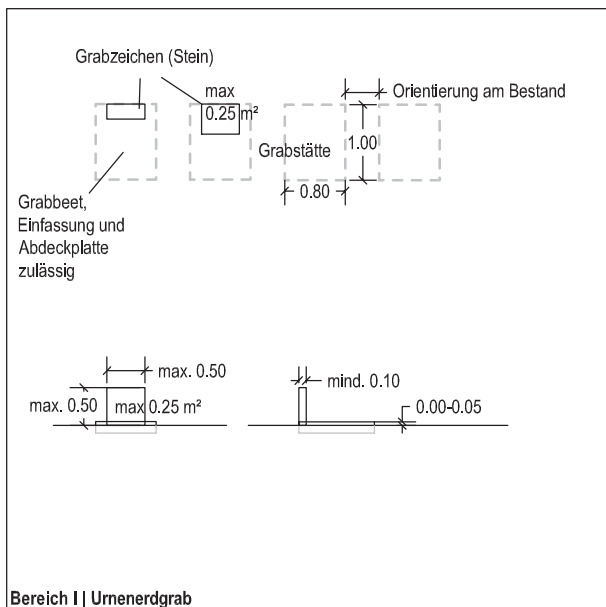 Grabzeichen (Stein)
max
0.25 m²
Orientierung am Bestand
Grabstätte
1.00
0.80
Grabbeet,
Einfassung und
Abdeckplatte
zulässig
max. 0.50
mind. 0.10
max. 0.50
max 0.25 m²
0.00-0.05
Bereich I | Urnenerdgrab